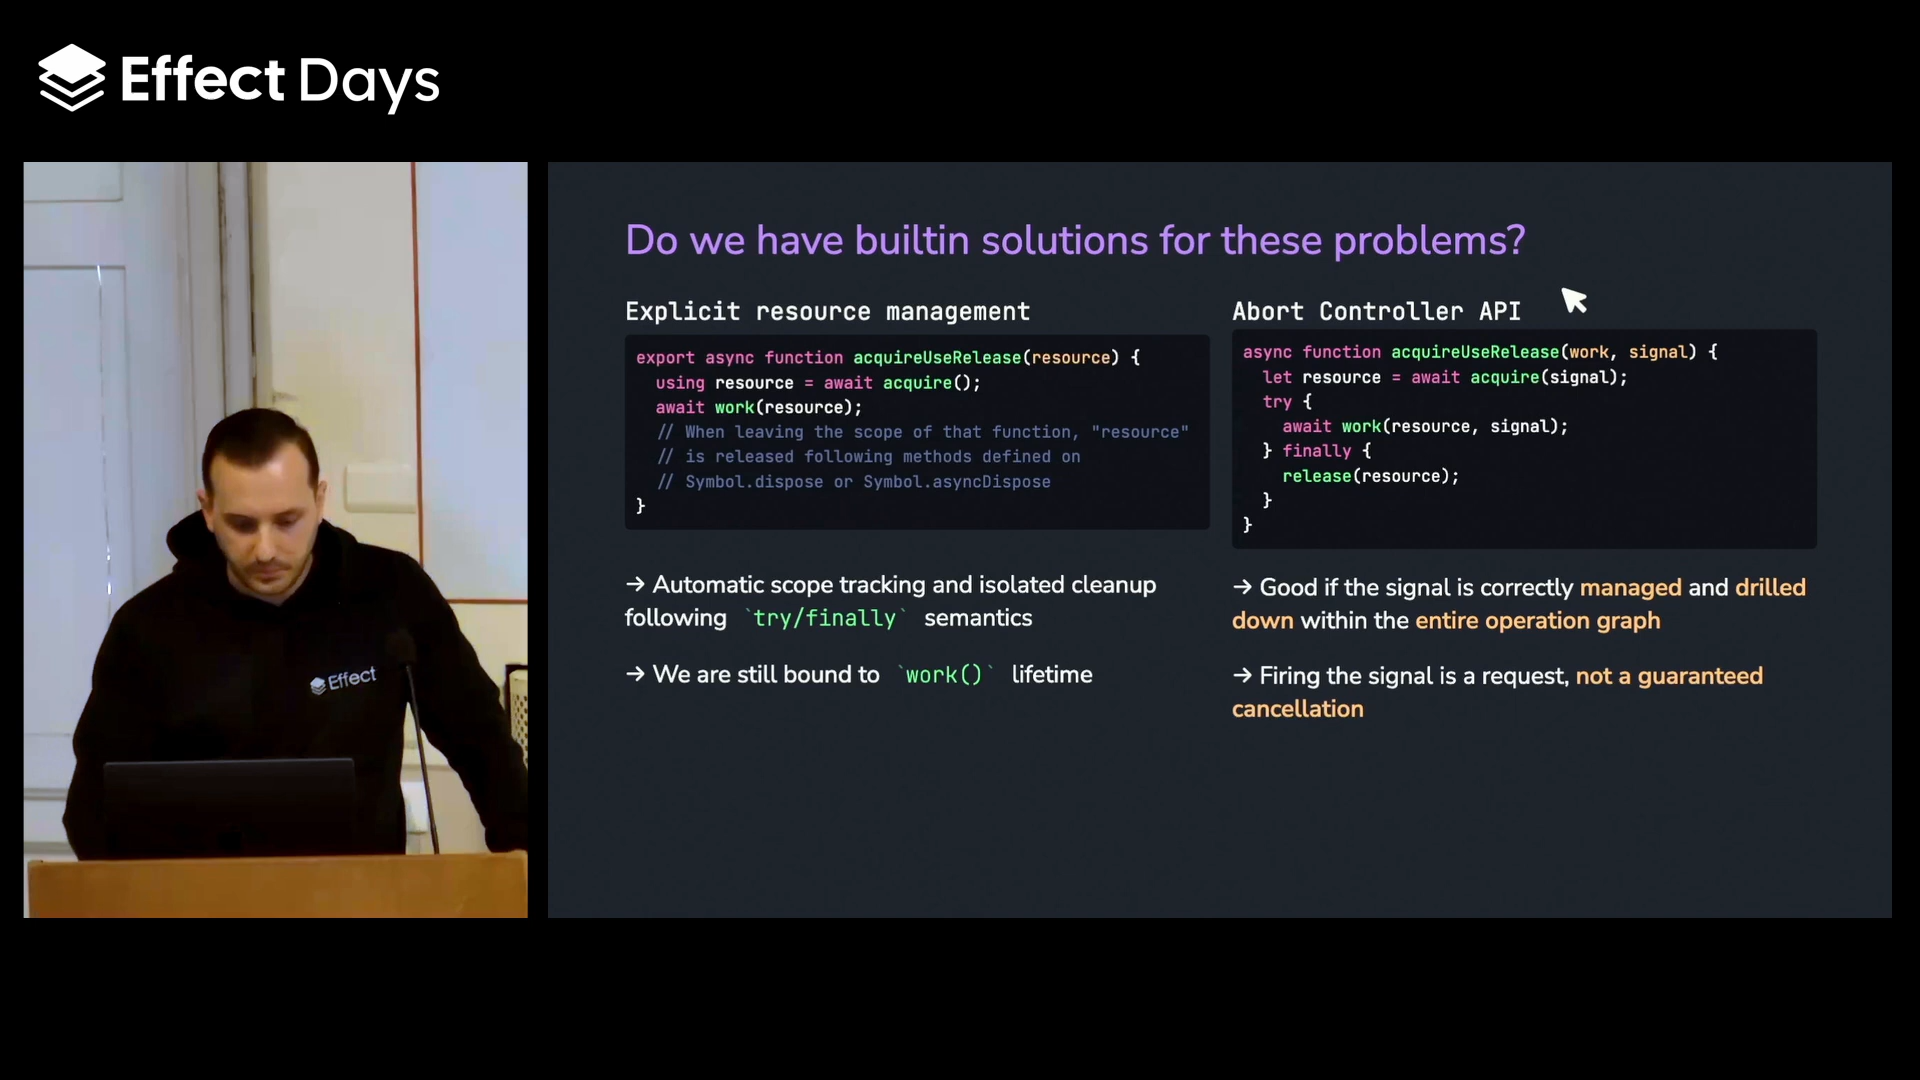 Effect Days
Do we have builtin solutions for these problems?
Explicit resource management
export async function acquireUseRelease(resource) {
using resource = await acquire();
await work(resource);
// When leaving the scope of that function, "resource"
// is released following methods defined on
// Symbol.dispose or Symbol.asyncDispose
}
→ Automatic scope tracking and isolated cleanup
following `try/finally` semantics
→ We are still bound to `work()` lifetime
Abort Controller API
async function acquireUseRelease(work, signal) {
let resource = await acquire(signal);
try {
await work(resource, signal);
} finally {
release(resource);
}
}
→ Good if the signal is correctly managed and drilled
down within the entire operation graph
→ Firing the signal is a request, not a guaranteed
cancellation
Effect